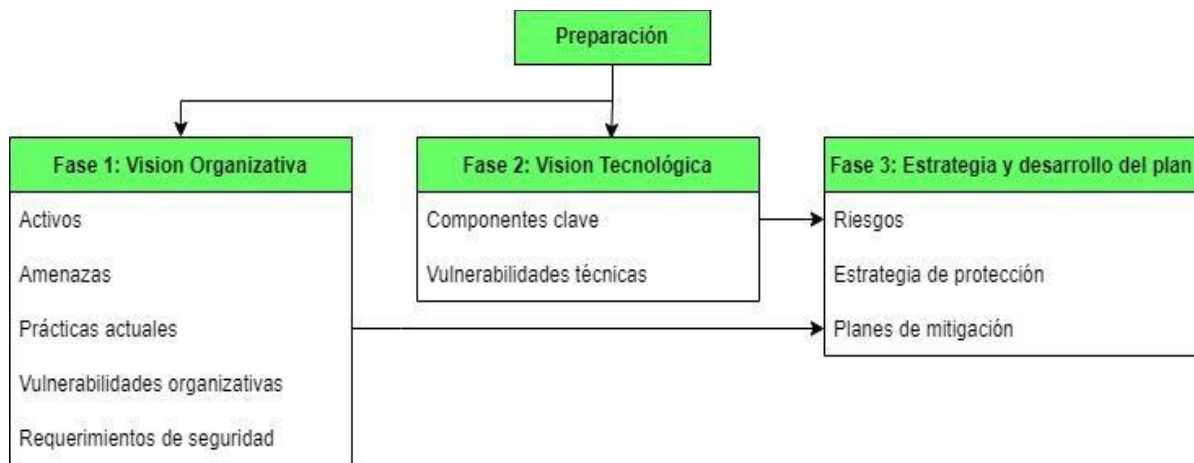 Preparación
Fase 1: Vision Organizativa
Activos
Amenazas
Prácticas actuales
Vulnerabilidades organizativas
Requerimientos de seguridad
Fase 2: Vision Tecnológica
Componentes clave
Vulnerabilidades técnicas
Fase 3: Estrategia y desarrollo del plan
Riesgos
Estrategia de protección
Planes de mitigación